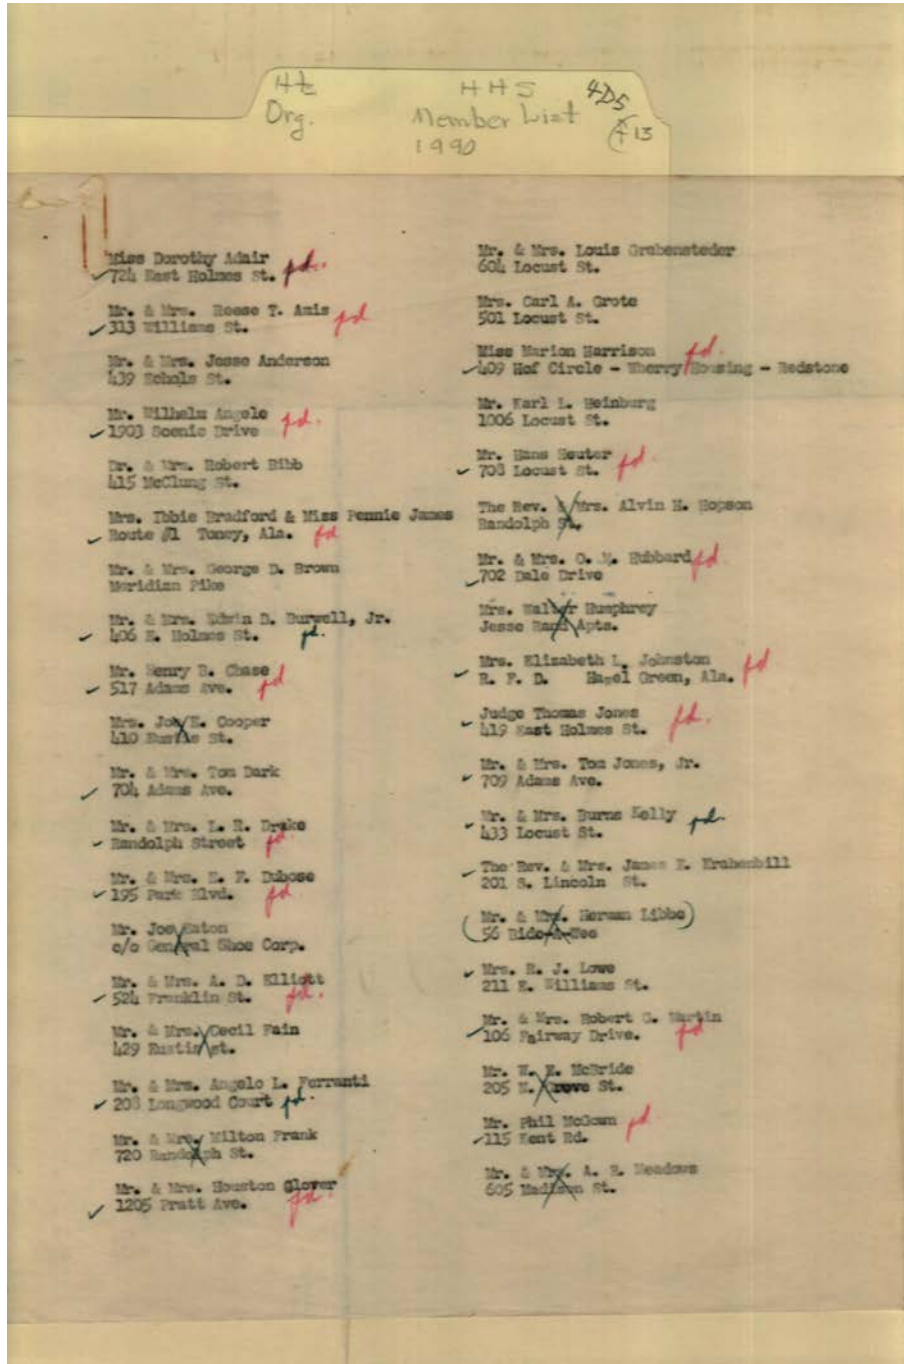 Hts
Org.
HHS
Member List
1990
4D5
13
Miss Dorothy Adair
724 East Holmes St. pd.
Mr. & Mrs. Reese T. Amis pd
313 Williams St.
Mr. & Mrs. Jesse Anderson
439 Echols St.
Mr. Wilhelm Angele pd.
1903 Scenic Drive
Dr. & Mrs. Robert Bibb
415 McClung St.
Mrs. Ibbie Bradford & Miss Pennie James
Route #1 Toney, Ala. pd
Mr. & Mrs. George D. Brown
Meridian Pike
Mr. & Mrs. Edwin D. Burwell, Jr.
406 E. Holmes St. pd.
Mr. Henry B. Chase pd
517 Adams Ave.
Mrs. Joe E. Cooper
410 Eustis St.
Mr. & Mrs. Tom Dark
704 Adams Ave.
Mr. & Mrs. L. R. Drake
Randolph Street pd.
Mr. & Mrs. E. F. Dubose
195 Park Blvd. pd.
Mr. Joe Eaton
c/o General Shoe Corp.
Mr. & Mrs. A. D. Elliott
524 Franklin St. pd.
Mr. & Mrs. Cecil Fain
429 Eustis st.
Mr. & Mrs. Angelo L. Ferranti
208 Longwood Court pd.
Mr. & Mrs. Milton Frank
720 Randolph St.
Mr. & Mrs. Houston Glover
1205 Pratt Ave. pd.
Mr. & Mrs. Louis Grabensteder
604 Locust St.
Mrs. Carl A. Grote
501 Locust St.
Miss Marion Harrison pd.
409 Hof Circle - Wherry Housing - Redstone
Mr. Karl L. Heinburg
1006 Locust St.
Mr. Hans Heuter
708 Locust St. pd.
The Rev. & Mrs. Alvin H. Hopson
Randolph St.
Mr. & Mrs. O. M. Hubbard pd
702 Dale Drive
Mrs. Walter Humphrey
Jesse Rand Apts.
Mrs. Elizabeth L. Johnston
R. F. D. Hazel Green, Ala. pd
Judge Thomas Jones
419 East Holmes St. pd.
Mr. & Mrs. Tom Jones, Jr.
709 Adams Ave.
Mr. & Mrs. Burns Kelly pd.
433 Locust St.
The Rev. & Mrs. James E. Krahenbill
201 S. Lincoln St.
(Mr. & Mrs. Herman Libbe)
56 Ride-A-Wee
Mrs. R. J. Lowe
211 E. Williams St.
Mr. & Mrs. Robert G. Martin
106 Fairway Drive. pd
Mr. W. E. McBride
205 N. Grove St.
Mr. Phil McGown pd
115 Kent Rd.
Mr. & Mrs. A. E. Meadows
605 Madison St.